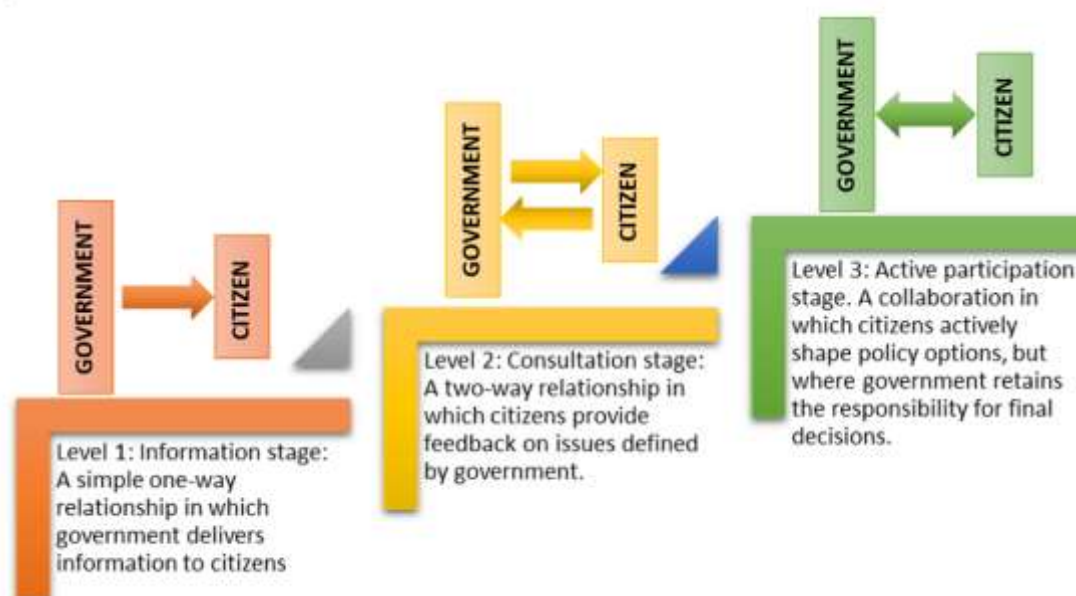 GOVERNMENT
CITIZEN
Level 1: Information stage:
A simple one-way
relationship in which
government delivers
information to citizens
GOVERNMENT
CITIZEN
Level 2: Consultation stage:
A two-way relationship in
which citizens provide
feedback on issues defined
by government.
GOVERNMENT
CITIZEN
Level 3: Active participation
stage. A collaboration in
which citizens actively
shape policy options, but
where government retains
the responsibility for final
decisions.